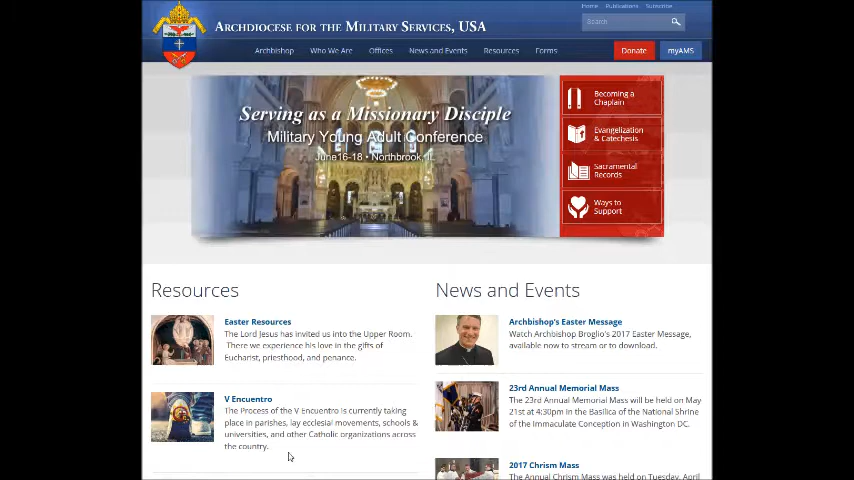 Home Publications Subscribe
ARCHDIOCESE FOR THE MILITARY SERVICES, USA
Search
Archbishop Who We Are Offices News and Events Resources Forms Donate myAMS
Serving as a Missionary Disciple
Military Young Adult Conference
June 16-18 • Northbrook, IL
Becoming a
Chaplain
Evangelization
& Catechesis
Sacramental
Records
Ways to
Support
Resources
Easter Resources
The Lord Jesus has invited us into the Upper Room.
There we experience his love in the gifts of
Eucharist, priesthood, and penance.
V Encuentro
The Process of the V Encuentro is currently taking
place in parishes, lay ecclesial movements, schools &
universities, and other Catholic organizations across
the country.
News and Events
Archbishop's Easter Message
Watch Archbishop Broglio's 2017 Easter Message,
available now to stream or to download.
23rd Annual Memorial Mass
The 23rd Annual Memorial Mass will be held on May
21st at 4:30pm in the Basilica of the National Shrine
of the Immaculate Conception in Washington DC.
2017 Chrism Mass
The Annual Chrism Mass was held on Tuesday, April